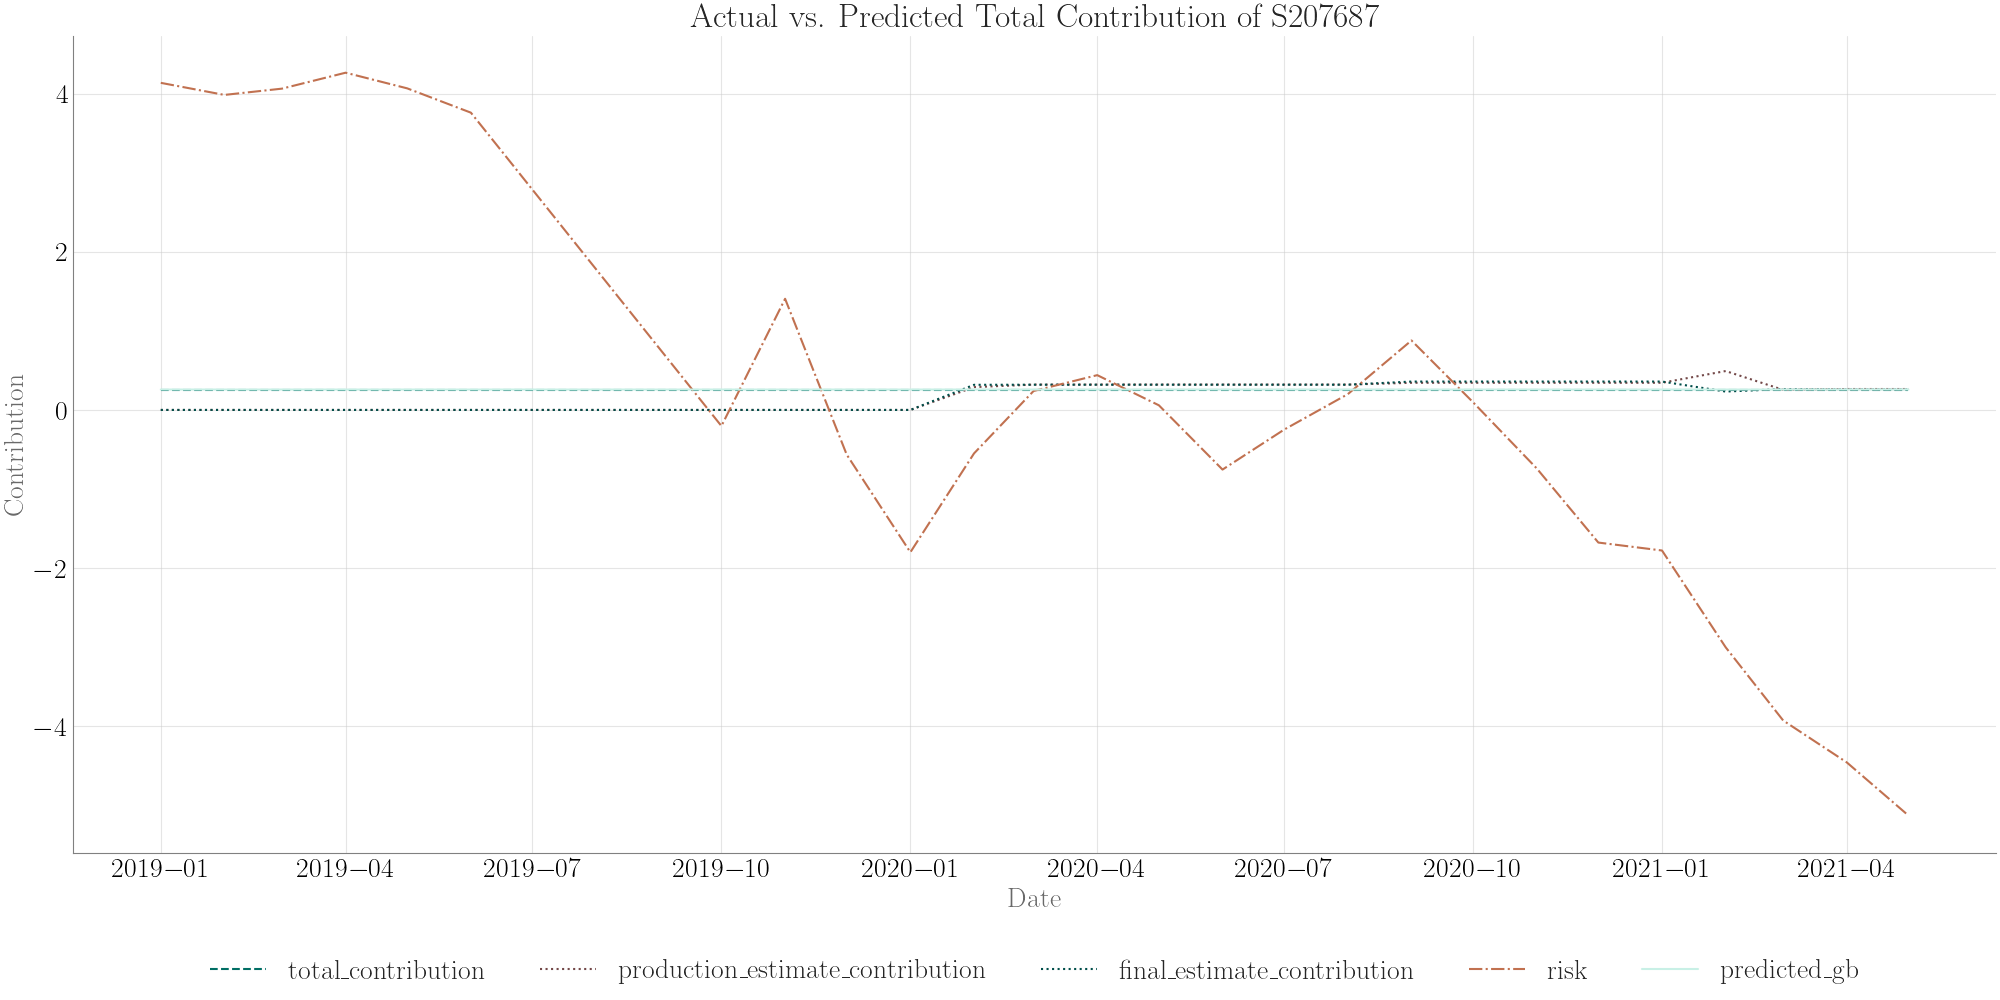 Actual vs. Predicted Total Contribution of S207687
Contribution
4
2
0
−2
−4
2019−01 2019−04 2019−07 2019−10 2020−01 2020−04 2020−07 2020−10 2021−01 2021−04
Date
total_contribution production_estimate_contribution final_estimate_contribution risk predicted_gb